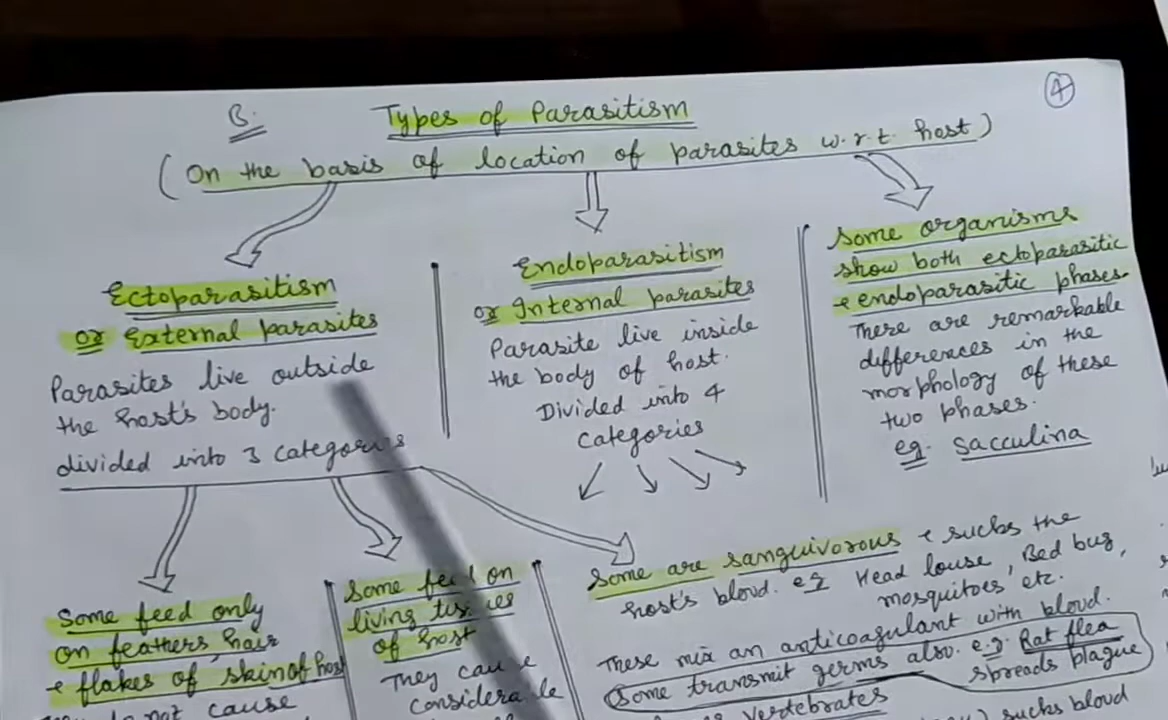 4
B. Types of Parasitism
(On the basis of location of parasites w.r.t. host)
Ectoparasitism
or External parasites
Parasites live outside
the host's body.
divided into 3 categories
Endoparasitism
or Internal parasites
Parasite live inside
the body of host.
Divided into 4
categories
Some organisms
show both ectoparasitic
& endoparasitic phases.
There are remarkable
differences in the
morphology of these
two phases.
eg. Sacculina
Some feed only
on feathers, hair
& flakes of skin of host
not cause
Some feed on
living tissues
of host
They cause
considerable
Some are sanguivorous & sucks the
host's blood. eg Head louse, Bed bug,
mosquitoes etc.
These mix an anticoagulant with blood.
Some transmit germs also. e.g. Rat flea
spreads plague
vertebrates
sucks blood